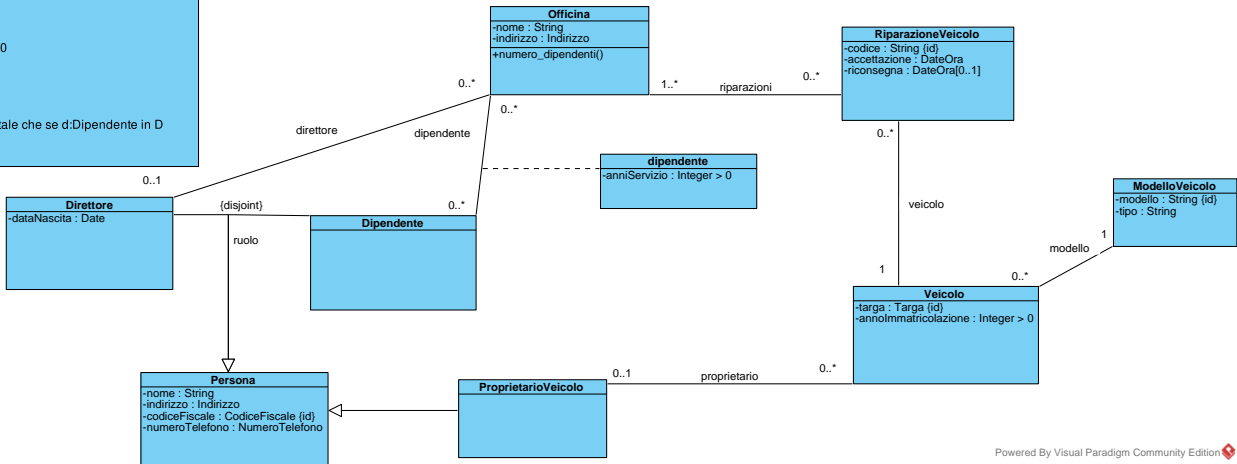 0
tale che se d:Dipendente in D
Officina
-nome : String
-indirizzo : Indirizzo
+numero_dipendenti()
RiparazioneVeicolo
-codice : String {id}
-accettazione : DateOra
-riconsegna : DateOra[0..1]
0..*
1..*
riparazioni
0..*
0..*
direttore
dipendente
0..*
dipendente
-anniServizio : Integer > 0
0..1
0..*
Direttore
-dataNascita : Date
{disjoint}
ruolo
Dipendente
veicolo
ModelloVeicolo
-modello : String {id}
-tipo : String
1
modello
1
0..*
Veicolo
-targa : Targa {id}
-annoImmatricolazione : Integer > 0
Persona
-nome : String
-indirizzo : Indirizzo
-codiceFiscale : CodiceFiscale {id}
-numeroTelefono : NumeroTelefono
ProprietarioVeicolo
0..1
proprietario
0..*
Powered By Visual Paradigm Community Edition